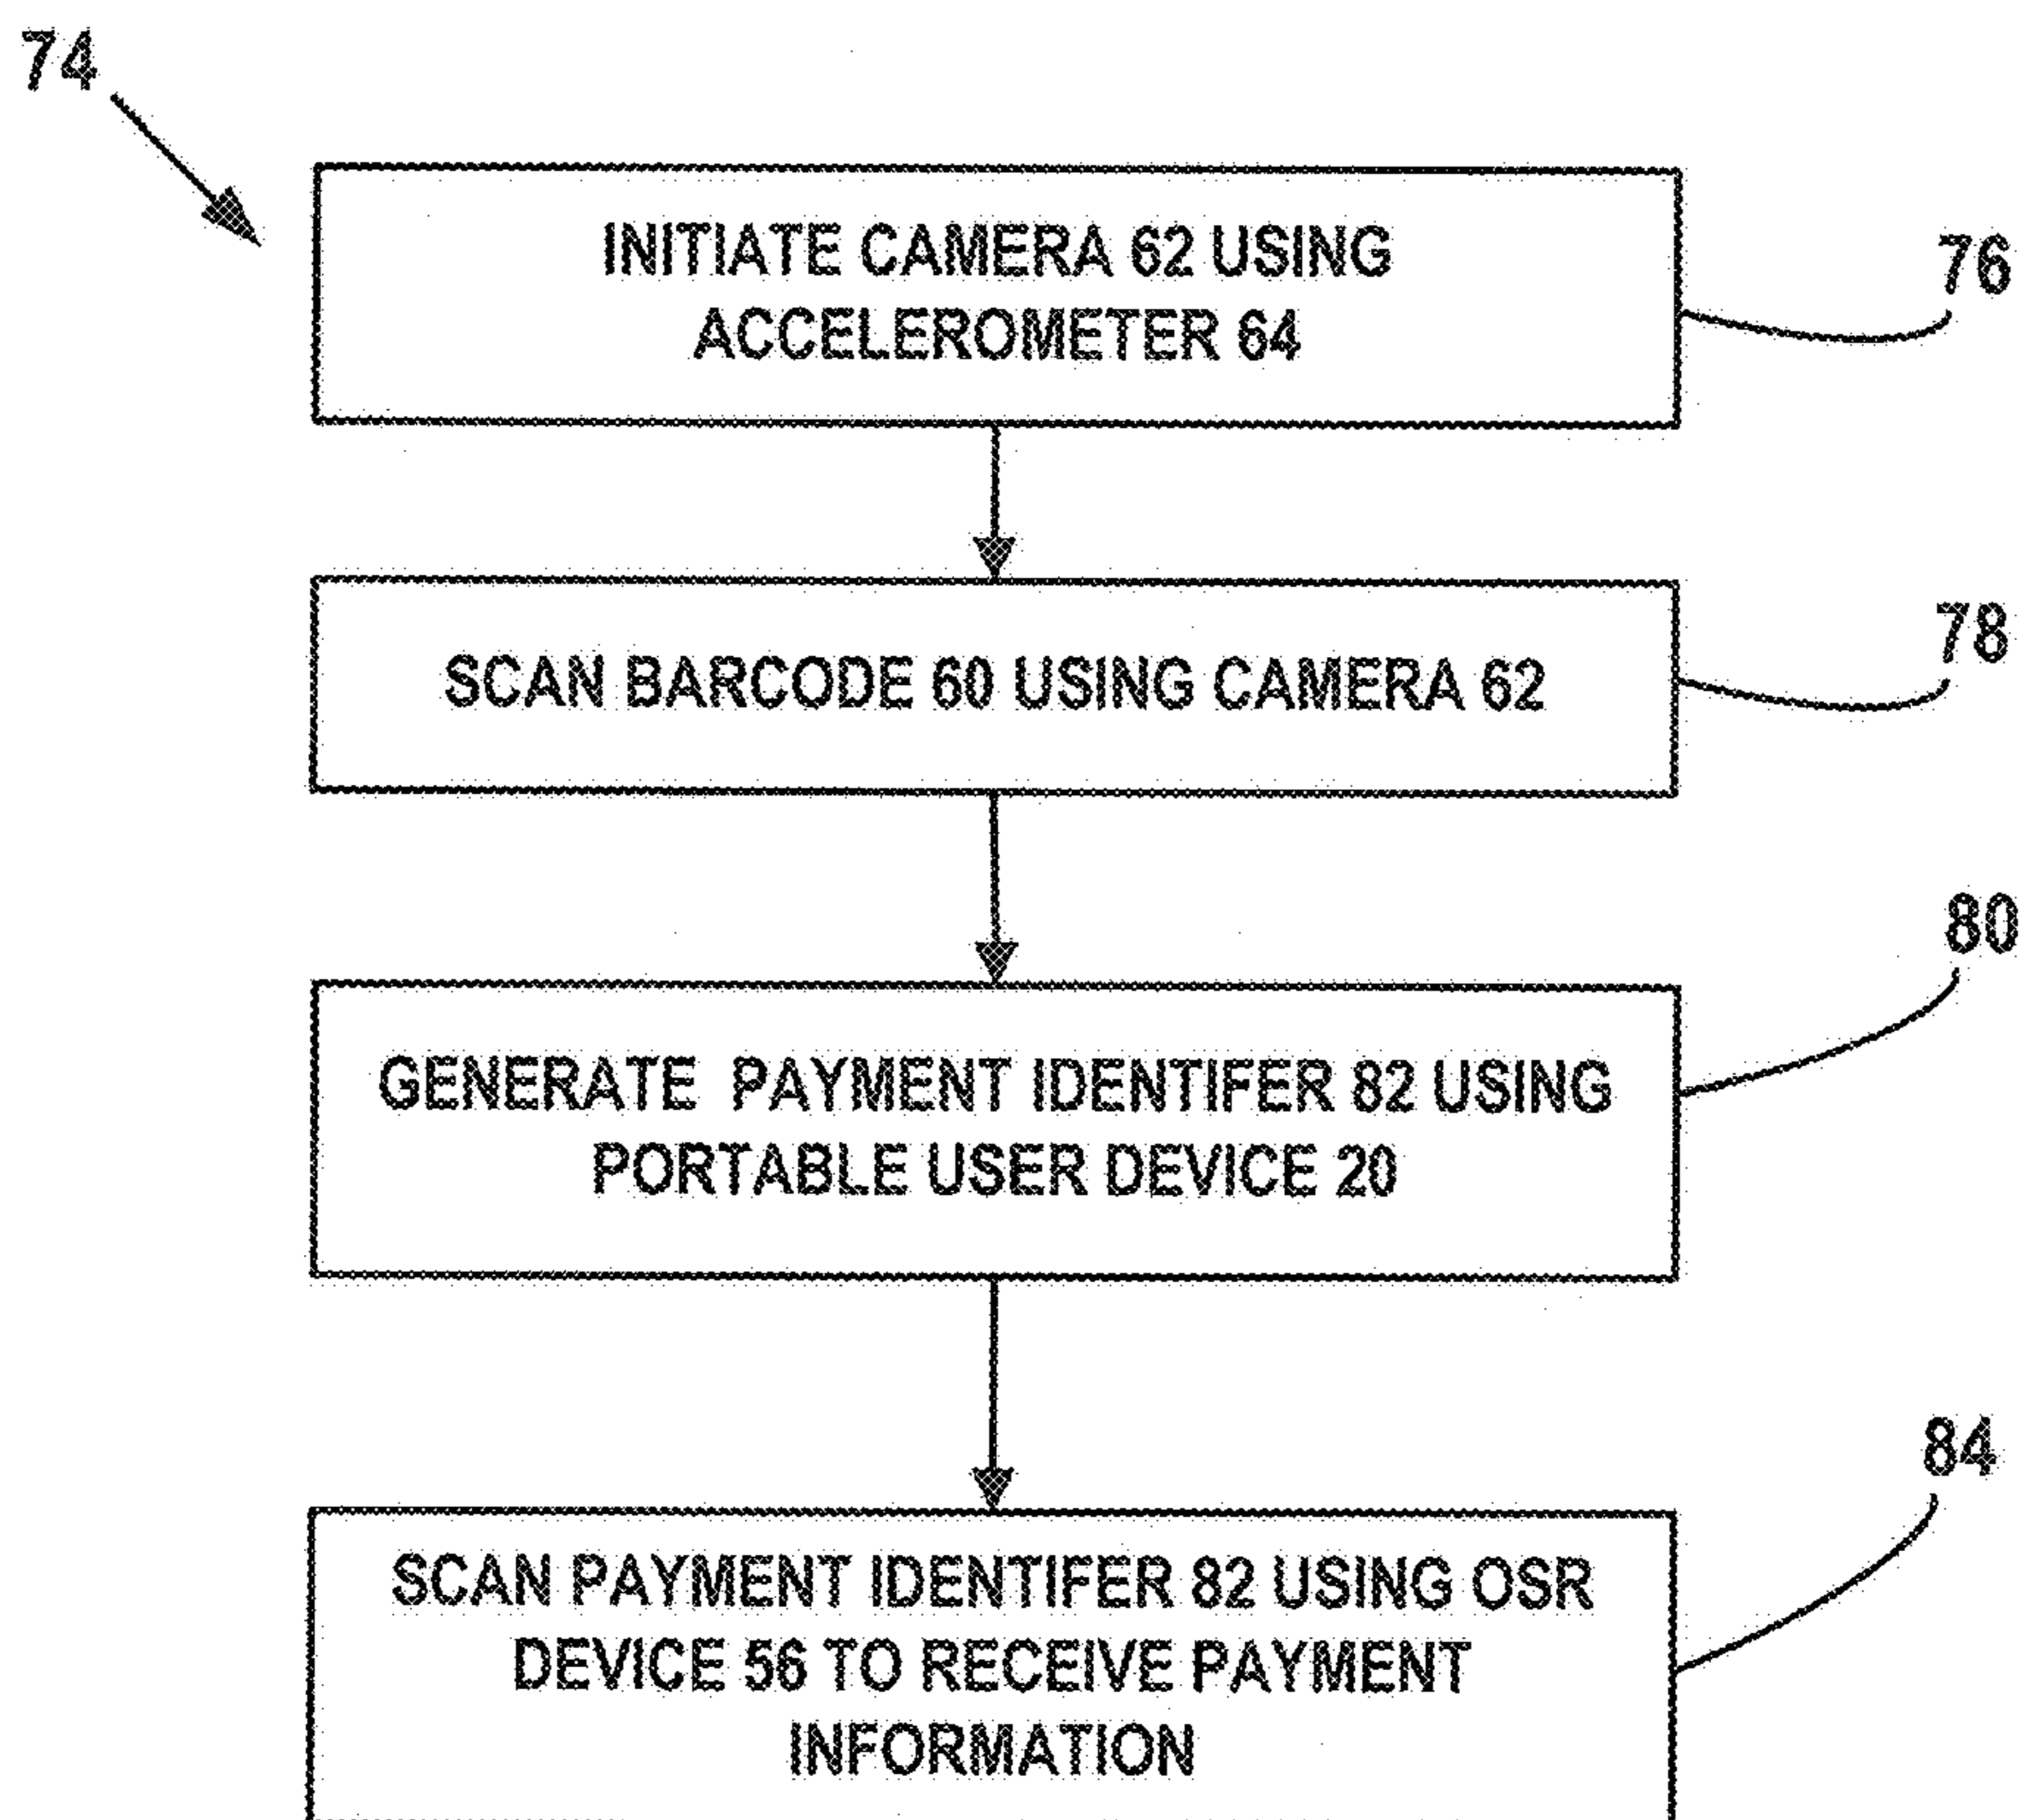 74
INITIATE CAMERA 62 USING
ACCELEROMETER 64
76
SCAN BARCODE 60 USING CAMERA 62
78
80
GENERATE PAYMENT IDENTIFER 82 USING
PORTABLE USER DEVICE 20
84
SCAN PAYMENT IDENTIFER 82 USING OSR
DEVICE 56 TO RECEIVE PAYMENT
INFORMATION